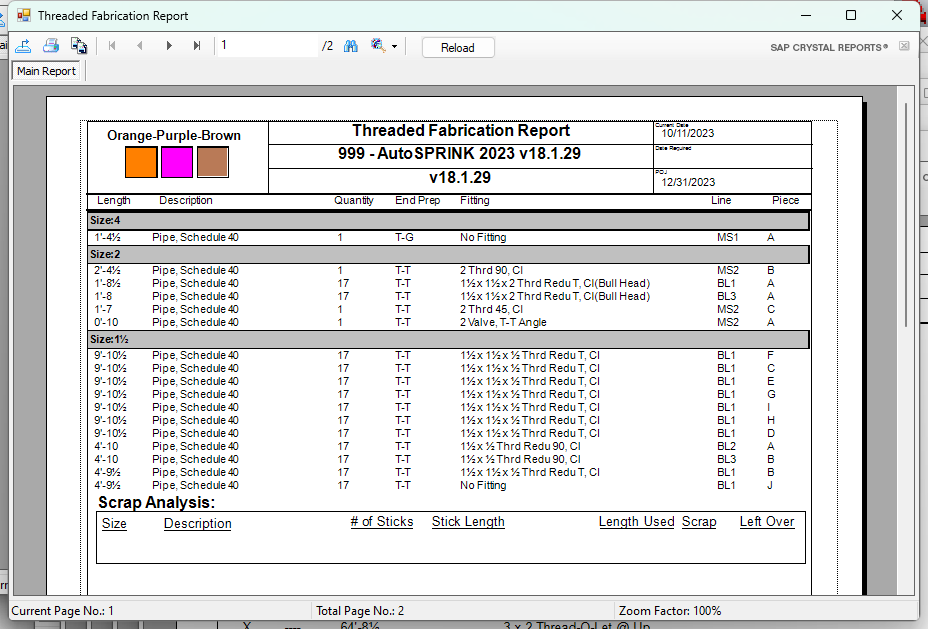 Threaded Fabrication Report
1 /2 Reload SAP CRYSTAL REPORTS®
Main Report
Orange-Purple-Brown
Threaded Fabrication Report
999 - AutoSPRINK 2023 v18.1.29
v18.1.29
Current Date
10/11/2023
Date Required
POJ
12/31/2023
Length Description Quantity End Prep Fitting Line Piece
Size:4
1'-4½ Pipe, Schedule 40 1 T-G No Fitting MS1 A
Size:2
2'-4½ Pipe, Schedule 40 1 T-T 2 Thrd 90, CI MS2 B
1'-8½ Pipe, Schedule 40 17 T-T 1½ x 1½ x 2 Thrd Redu T, CI(Bull Head) BL1 A
1'-8 Pipe, Schedule 40 17 T-T 1½ x 1½ x 2 Thrd Redu T, CI(Bull Head) BL3 A
1'-7 Pipe, Schedule 40 1 T-T 2 Thrd 45, CI MS2 C
0'-10 Pipe, Schedule 40 1 T-T 2 Valve, T-T Angle MS2 A
Size:1½
9'-10½ Pipe, Schedule 40 17 T-T 1½ x 1½ x ½ Thrd Redu T, CI BL1 F
9'-10½ Pipe, Schedule 40 17 T-T 1½ x 1½ x ½ Thrd Redu T, CI BL1 C
9'-10½ Pipe, Schedule 40 17 T-T 1½ x 1½ x ½ Thrd Redu T, CI BL1 E
9'-10½ Pipe, Schedule 40 17 T-T 1½ x 1½ x ½ Thrd Redu T, CI BL1 G
9'-10½ Pipe, Schedule 40 17 T-T 1½ x 1½ x ½ Thrd Redu T, CI BL1 I
9'-10½ Pipe, Schedule 40 17 T-T 1½ x 1½ x ½ Thrd Redu T, CI BL1 H
9'-10½ Pipe, Schedule 40 17 T-T 1½ x 1½ x ½ Thrd Redu T, CI BL1 D
4'-10 Pipe, Schedule 40 17 T-T 1½ x ½ Thrd Redu 90, CI BL2 A
4'-10 Pipe, Schedule 40 17 T-T 1½ x ½ Thrd Redu 90, CI BL3 B
4'-9½ Pipe, Schedule 40 17 T-T 1½ x 1½ x ½ Thrd Redu T, CI BL1 B
4'-9½ Pipe, Schedule 40 17 T-T No Fitting BL1 J
Scrap Analysis:
Size Description # of Sticks Stick Length Length Used Scrap Left Over
Current Page No.: 1 Total Page No.: 2 Zoom Factor: 100%
X 64'-8½ 3 x 2 Thread-O-Let @ Up